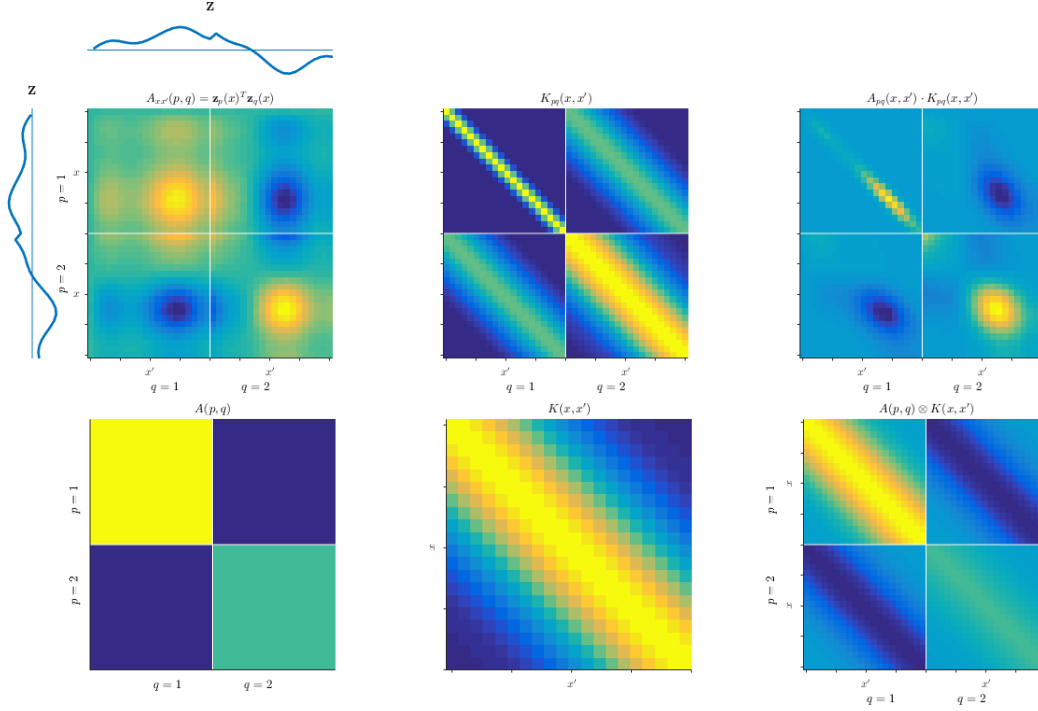 Z
Z
A_{xx'}(p, q) = z_p(x)^T z_q(x)
K_{pq}(x, x')
A_{pq}(x, x') · K_{pq}(x, x')
p = 1
x
p = 2
x
x'
x'
q = 1
q = 2
x'
x'
q = 1
q = 2
x'
x'
q = 1
q = 2
A(p, q)
K(x, x')
A(p, q) ⊗ K(x, x')
p = 1
p = 2
q = 1
q = 2
x
x'
p = 1
x
p = 2
x
x'
x'
q = 1
q = 2